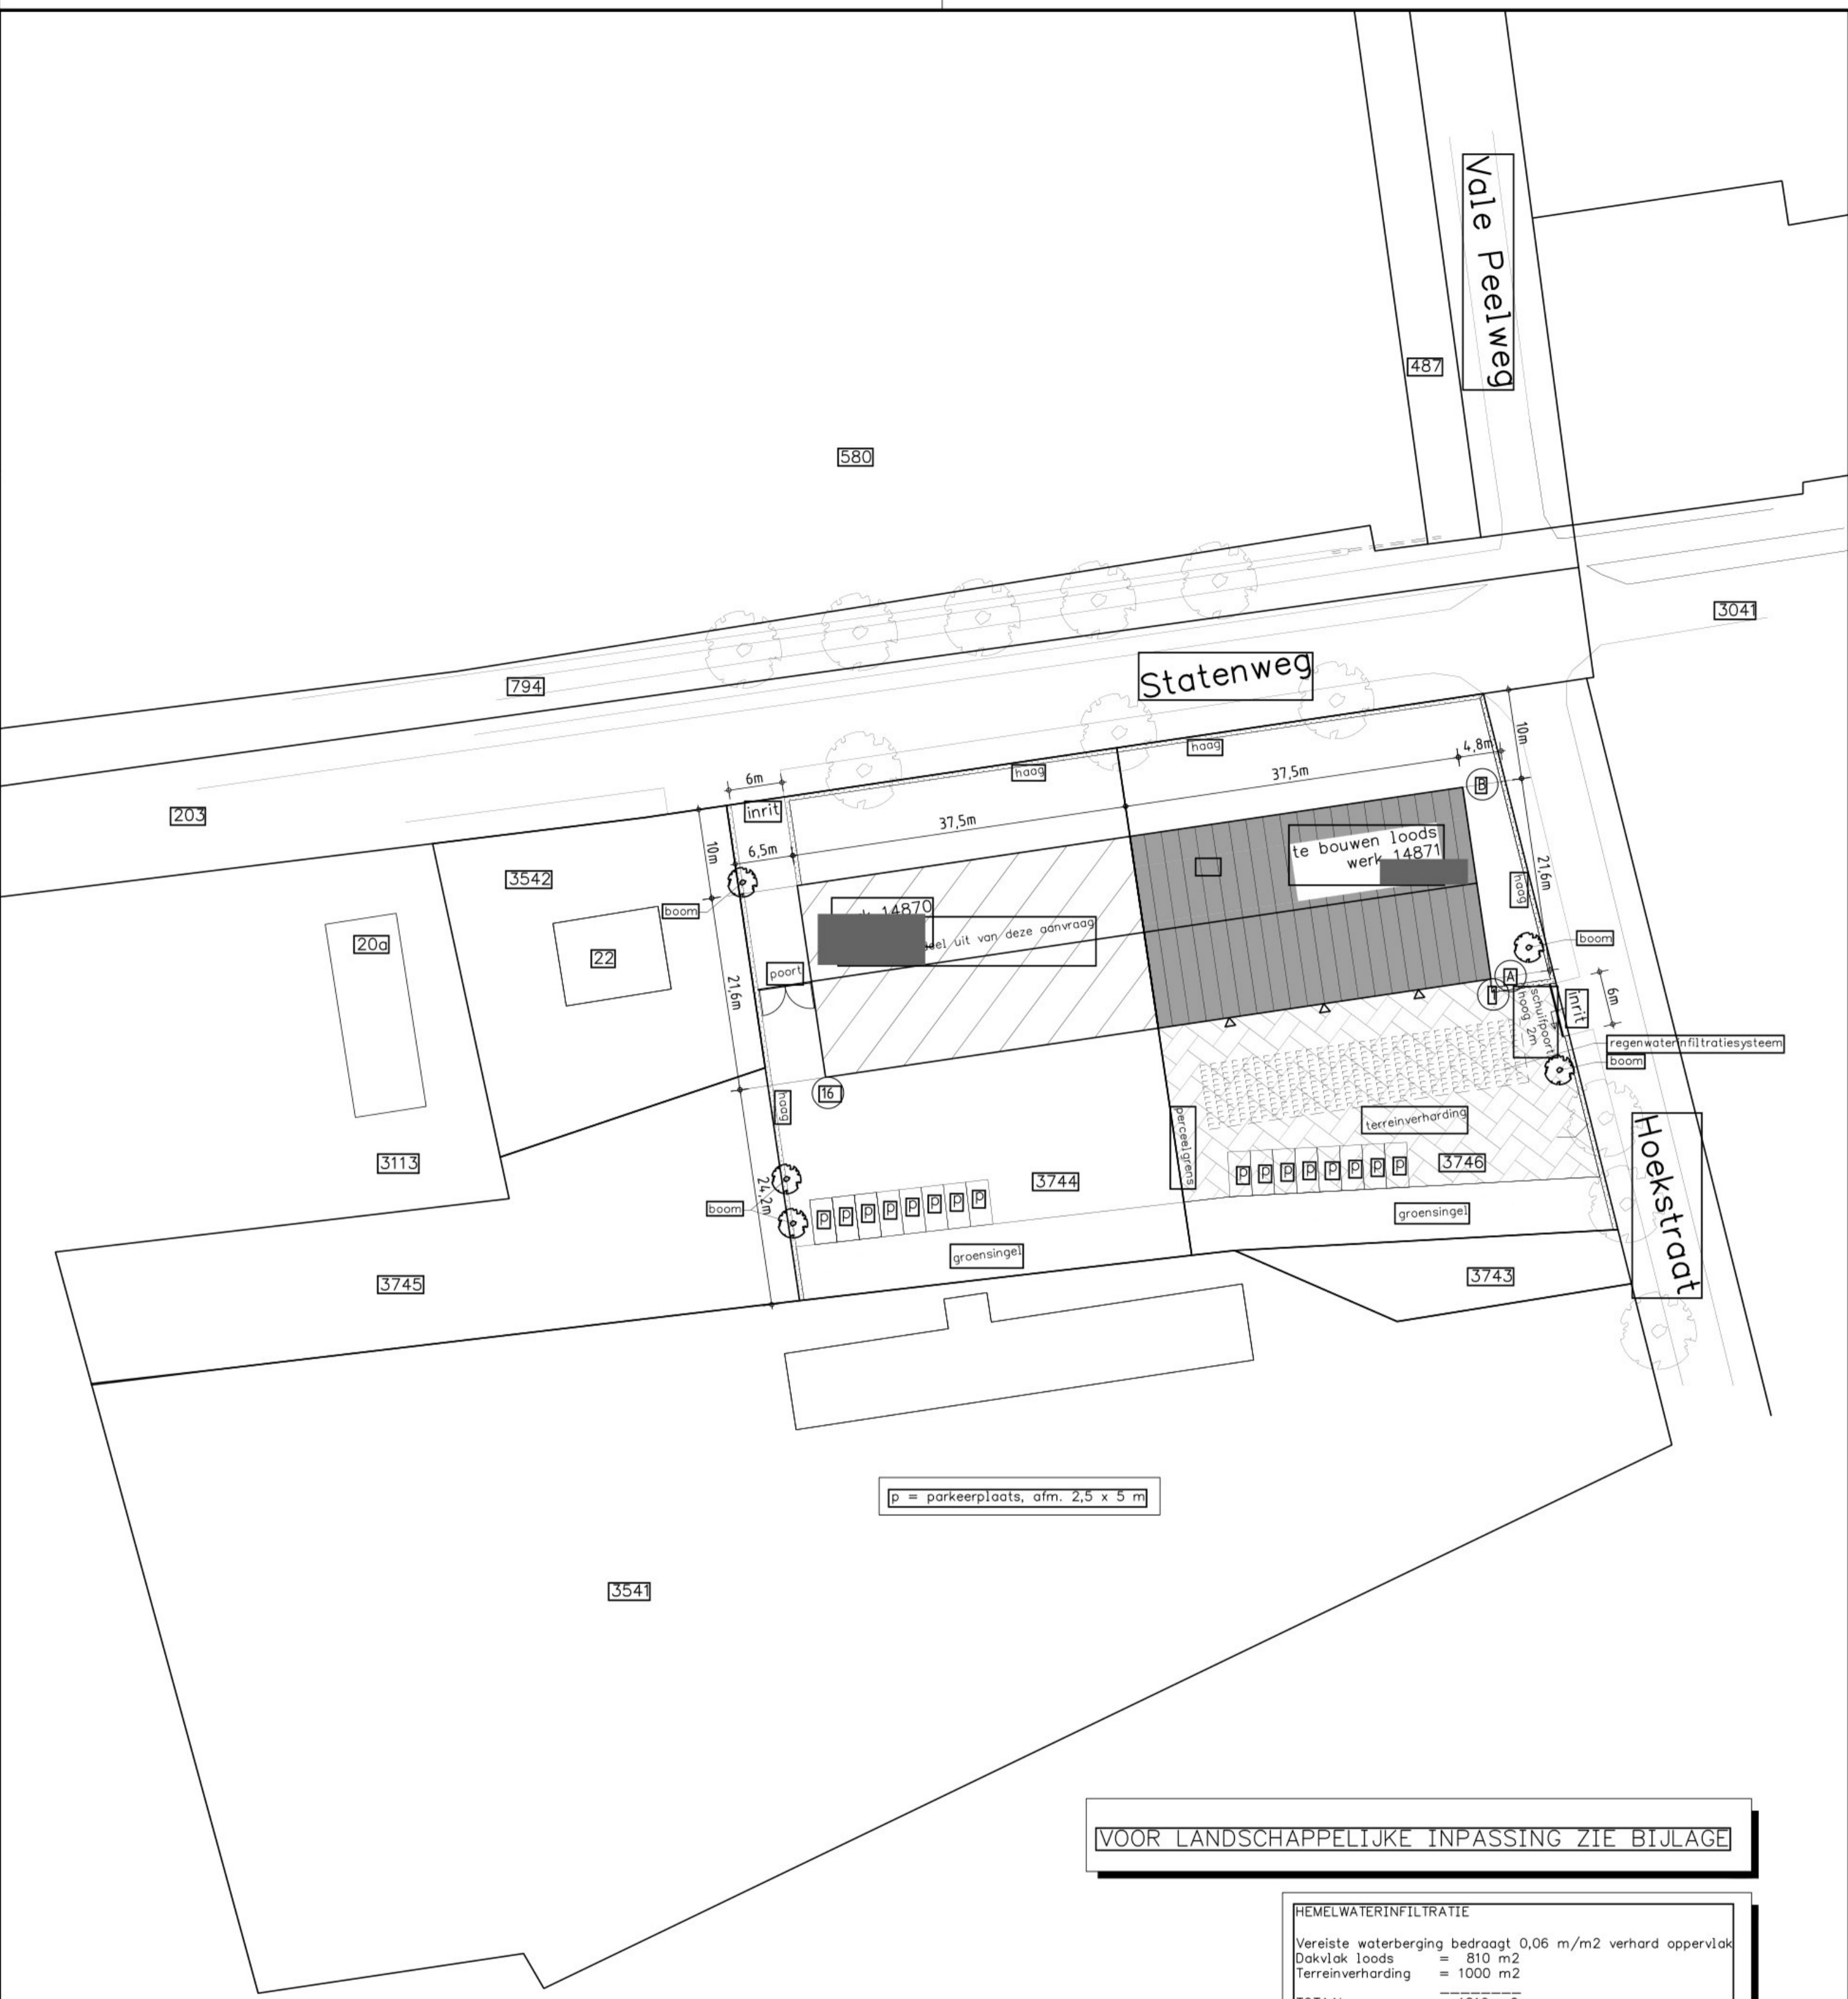 Vale Peelweg
487
580
3041
Statenweg
794
haag
4,8m
10m
haag
37,5m
B
6m
203
inrit
37,5m
te bouwen loods
werk 14871
10m
6,5m
21,6m
3542
haag
boom
14870
deel uit van deze aanvraag
20a
22
boom
poort
A
21,6m
schuifpoort
hoog 2m
inrit
6m
regenwaterinfiltratiesysteem
boom
16
haag
terreinverharding
perceelgrens
Hoekstraat
3113
3746
P P P P P P P P
3744
24,2m
boom
P P P P P P P P
groensingel
groensingel
3745
3743
p = parkeerplaats, afm. 2,5 x 5 m
3541
VOOR LANDSCHAPPELIJKE INPASSING ZIE BIJLAGE
HEMELWATERINFILTRATIE
Vereiste waterberging bedraagt 0,06 m/m2 verhard oppervlak
Dakvlak loods = 810 m2
Terreinverharding = 1000 m2